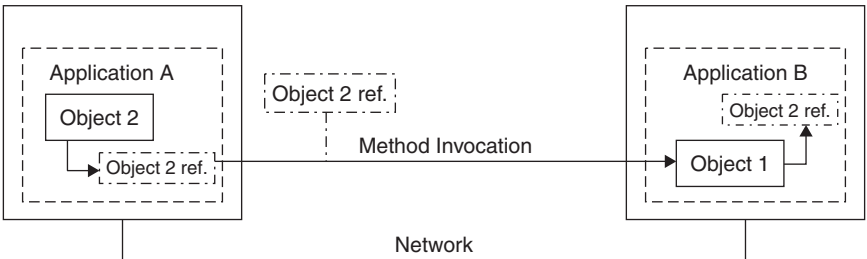 Application A
Object 2
Object 2 ref.
Object 2 ref.
Method Invocation
Application B
Object 2 ref.
Object 1
Network